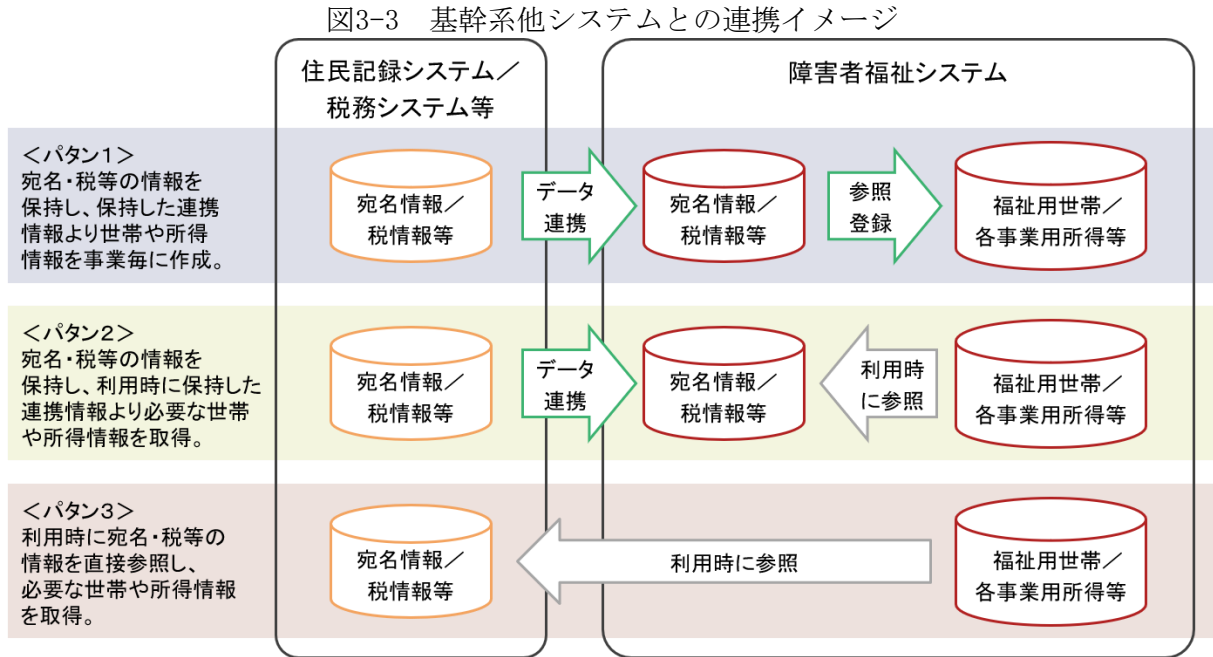 図3-3　基幹系他システムとの連携イメージ
住民記録システム／
税務システム等
障害者福祉システム
＜パタン１＞
宛名・税等の情報を
保持し、保持した連携
情報より世帯や所得
情報を事業毎に作成。
宛名情報／
税情報等
データ
連携
宛名情報／
税情報等
参照
登録
福祉用世帯／
各事業用所得等
＜パタン２＞
宛名・税等の情報を
保持し、利用時に保持した
連携情報より必要な世帯
や所得情報を取得。
宛名情報／
税情報等
データ
連携
宛名情報／
税情報等
利用時
に参照
福祉用世帯／
各事業用所得等
＜パタン３＞
利用時に宛名・税等の
情報を直接参照し、
必要な世帯や所得情報
を取得。
宛名情報／
税情報等
利用時に参照
福祉用世帯／
各事業用所得等